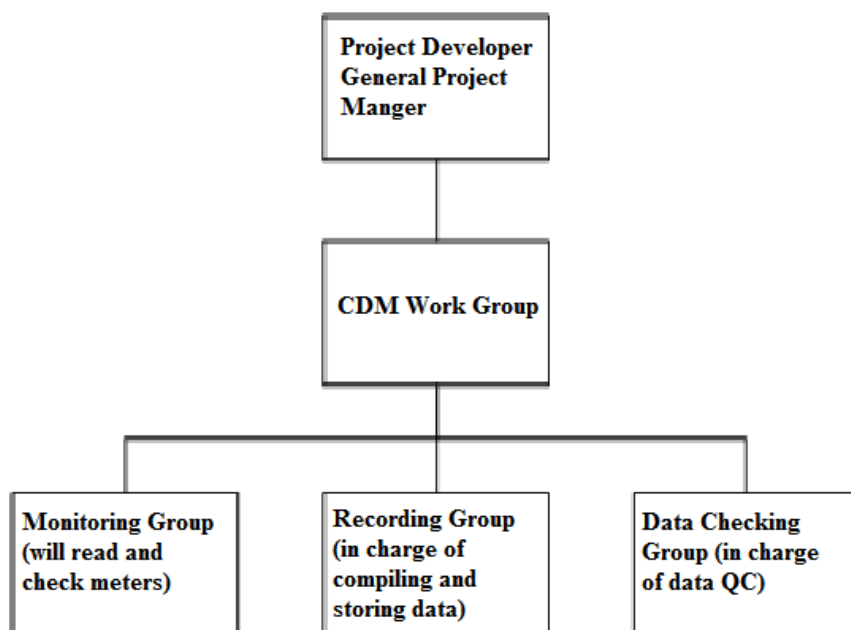 Project Developer
General Project
Manger
CDM Work Group
Monitoring Group
(will read and
check meters)
Recording Group
(in charge of
compiling and
storing data)
Data Checking
Group (in charge
of data QC)